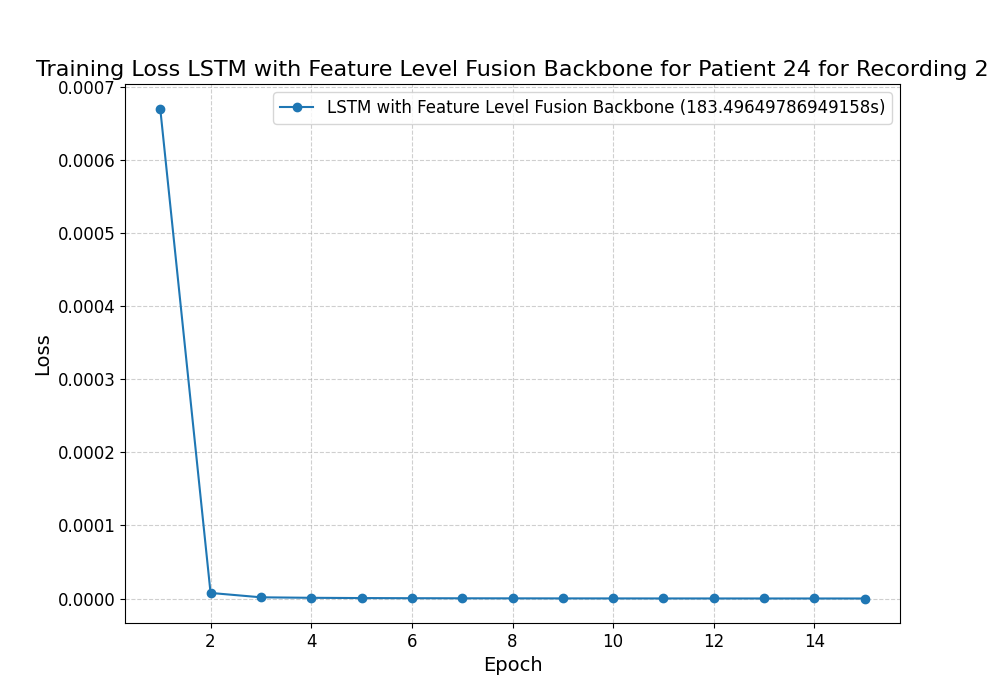 Training Loss LSTM with Feature Level Fusion Backbone for Patient 24 for Recording 2
LSTM with Feature Level Fusion Backbone (183.49649786949158s)
0.0007
0.0006
0.0005
0.0004
0.0003
0.0002
0.0001
0.0000
Loss
2 4 6 8 10 12 14
Epoch